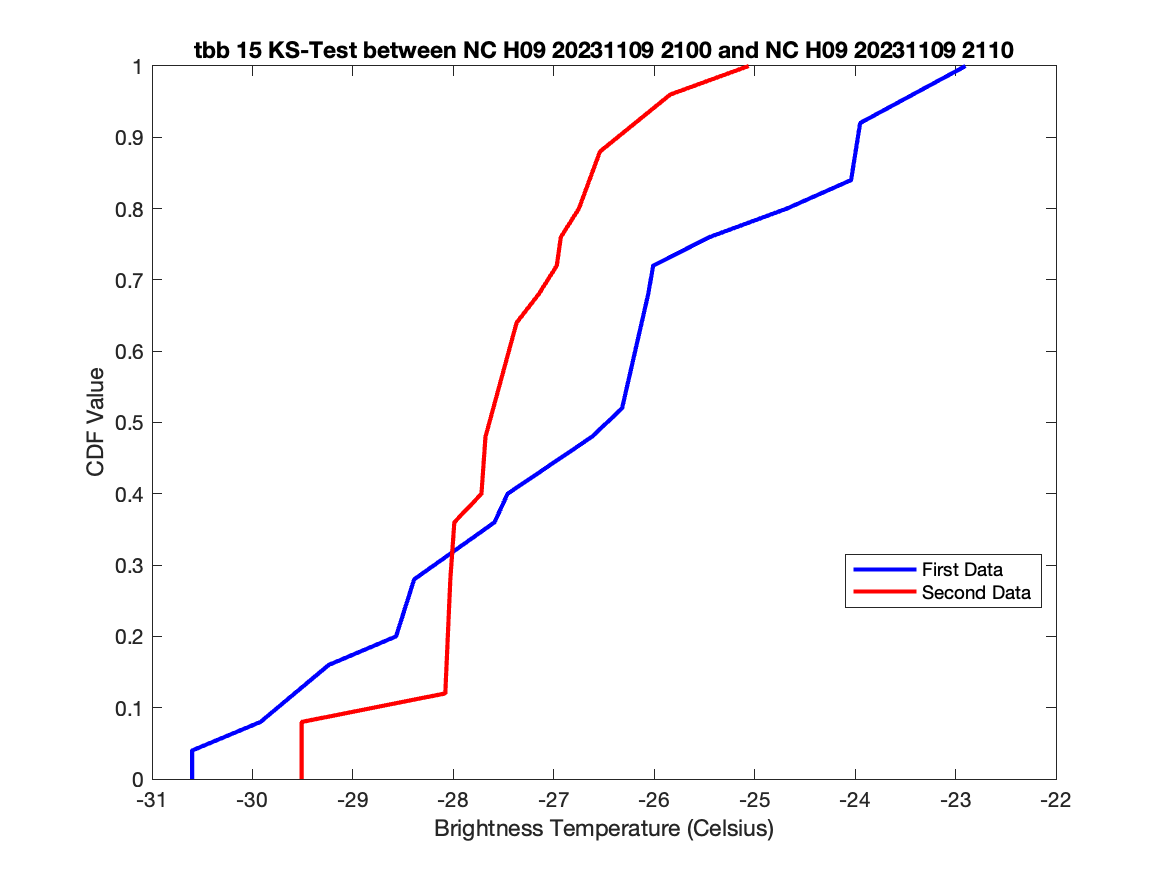 tbb 15 KS-Test between NC H09 20231109 2100 and NC H09 20231109 2110
CDF Value
1
0.9
0.8
0.7
0.6
0.5
0.4
0.3
0.2
0.1
0
First Data
Second Data
-31 -30 -29 -28 -27 -26 -25 -24 -23 -22
Brightness Temperature (Celsius)